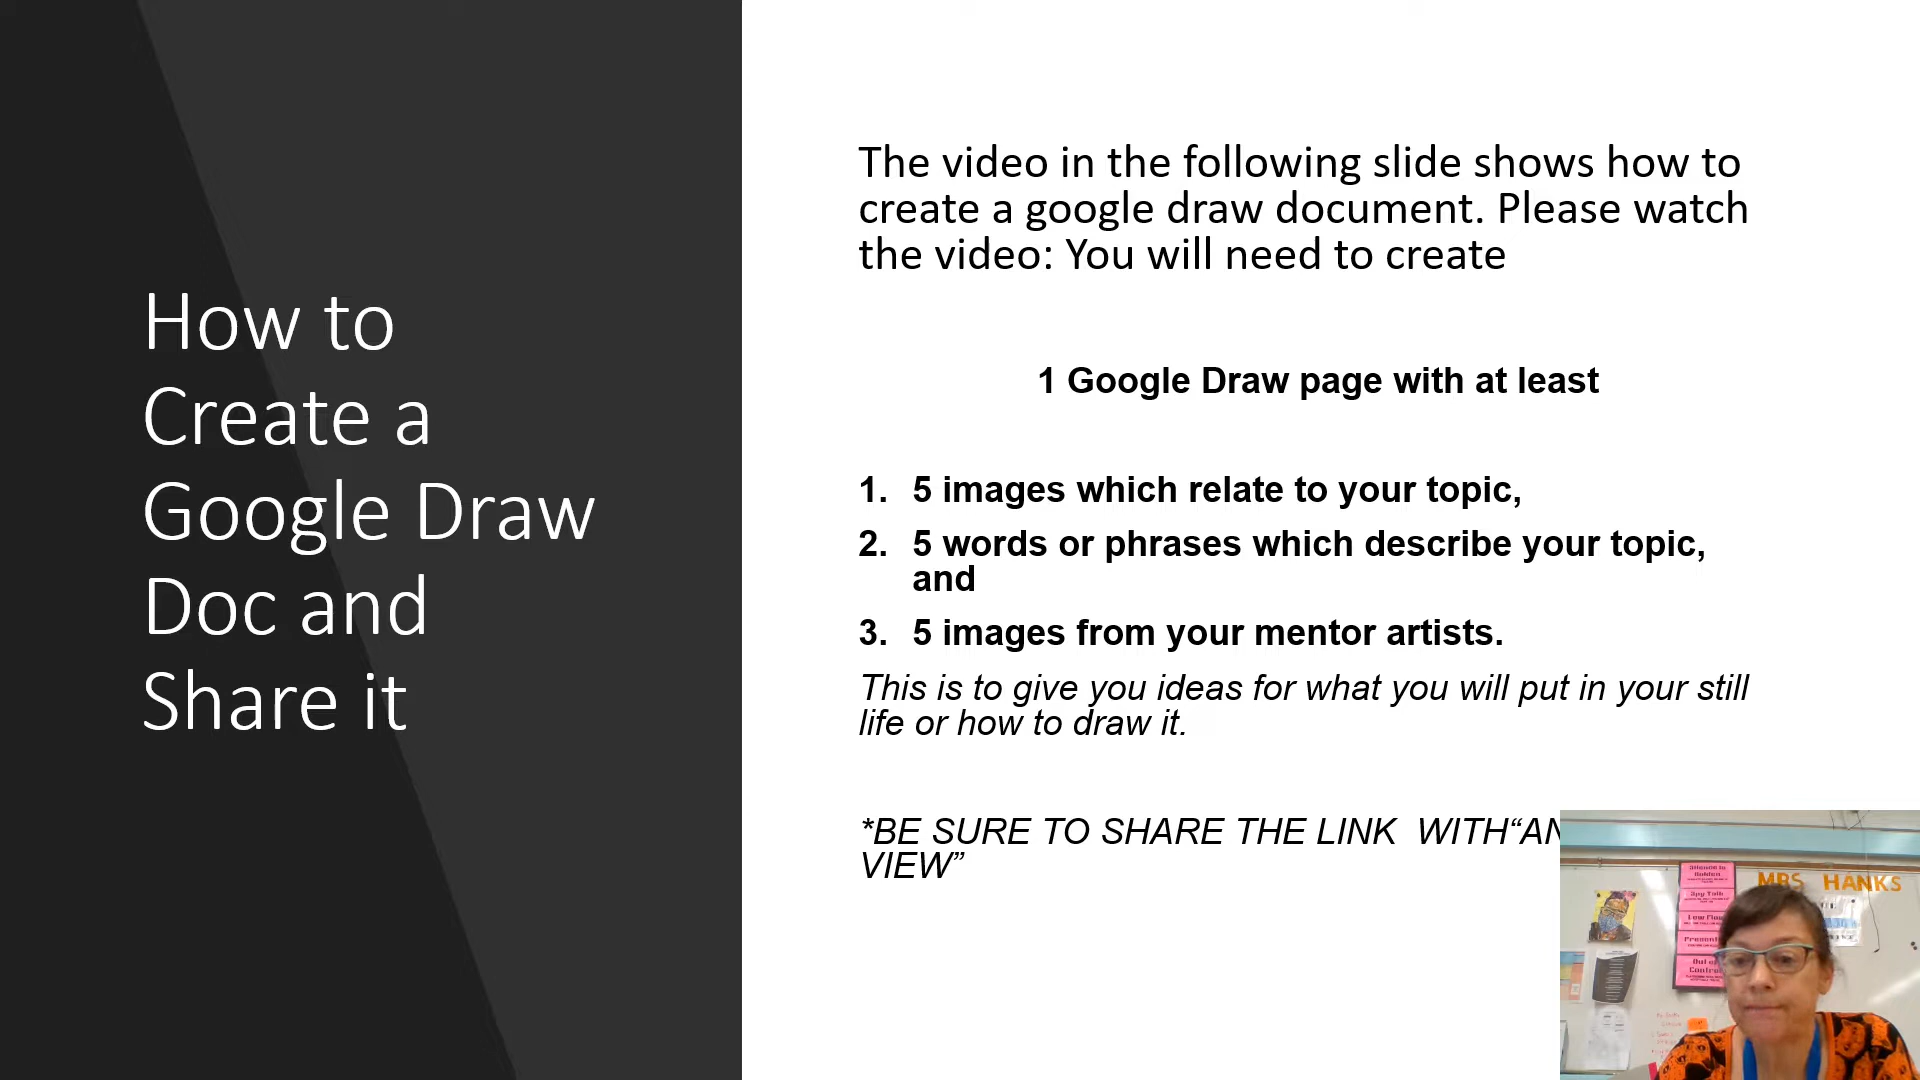 How to
Create a
Google Draw
Doc and
Share it
The video in the following slide shows how to
create a google draw document. Please watch
the video: You will need to create
1 Google Draw page with at least
1. 5 images which relate to your topic,
2. 5 words or phrases which describe your topic,
and
3. 5 images from your mentor artists.
This is to give you ideas for what you will put in your still
life or how to draw it.
*BE SURE TO SHARE THE LINK WITH“AN
VIEW”
MRS HANKS